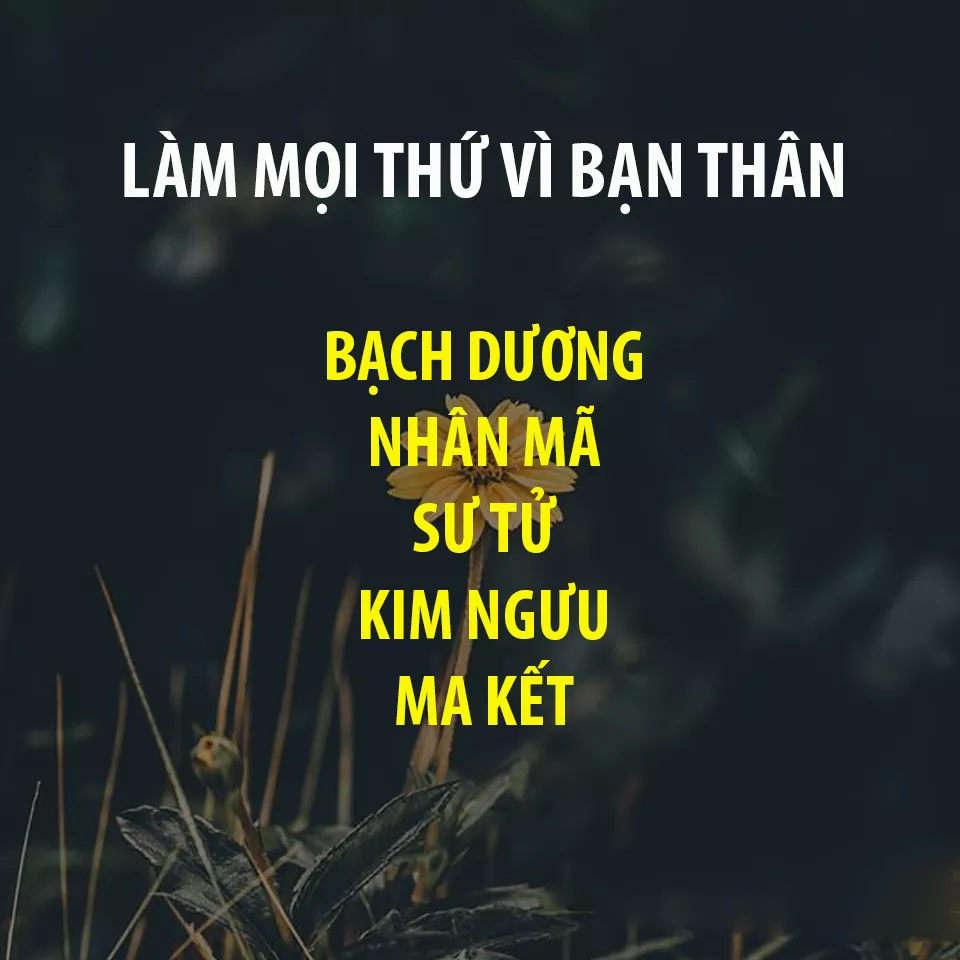 LÀM MỌI THỨ VÌ BẠN THÂN
BẠCH DƯƠNG
NHÂN MÃ
SƯ TỬ
KIM NGƯU
MA KẾT